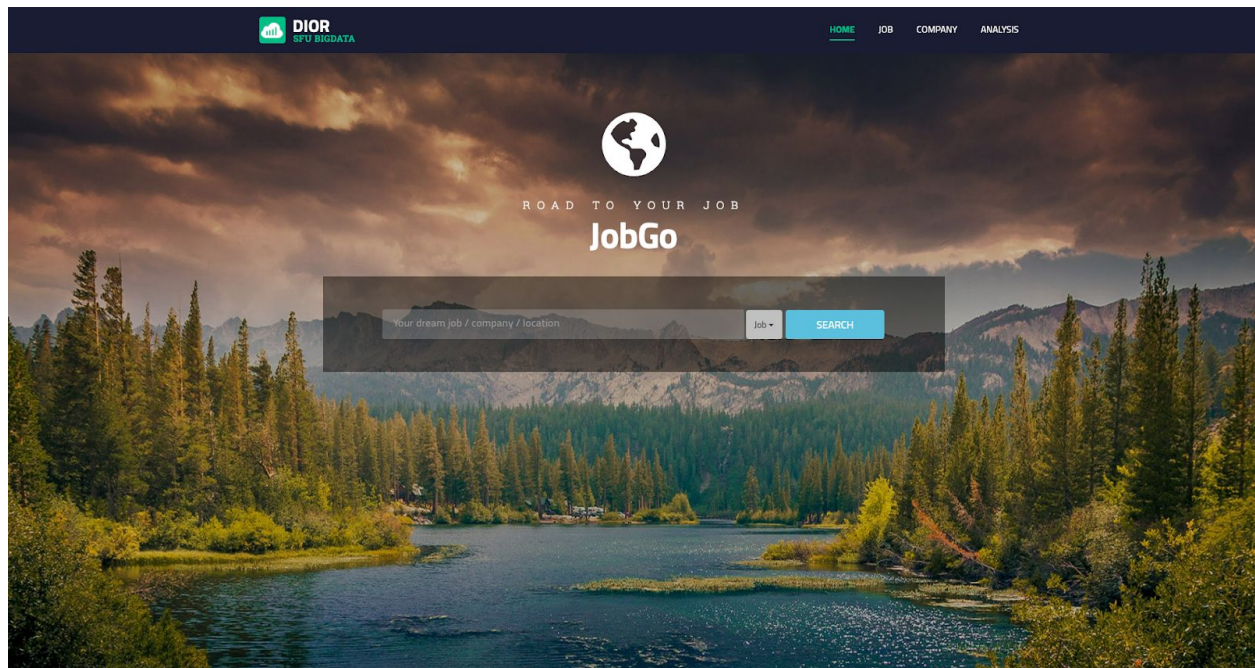 DIOR
SFU BIGDATA
HOME JOB COMPANY ANALYSIS
ROAD TO YOUR JOB
JobGo
Your dream job / company / location
Job
SEARCH